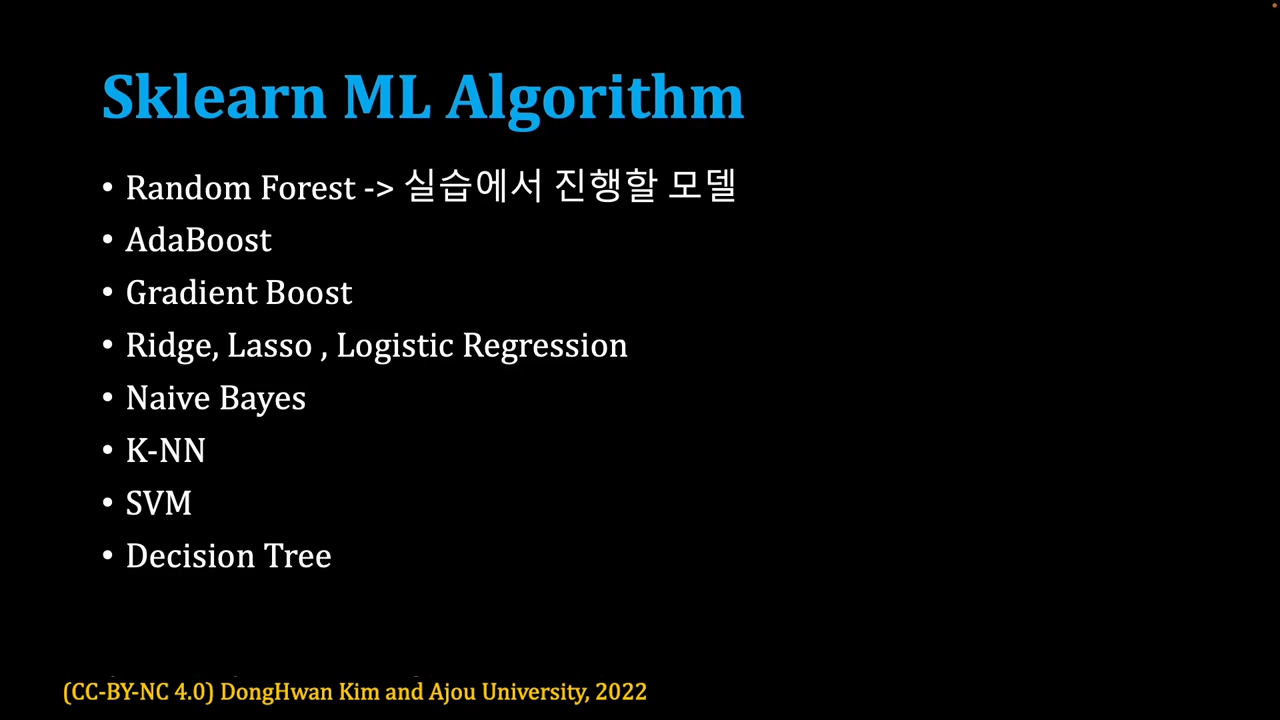 Sklearn ML Algorithm
• Random Forest -> 실습에서 진행할 모델
• AdaBoost
• Gradient Boost
• Ridge, Lasso , Logistic Regression
• Naive Bayes
• K-NN
• SVM
• Decision Tree
(CC-BY-NC 4.0) DongHwan Kim and Ajou University, 2022